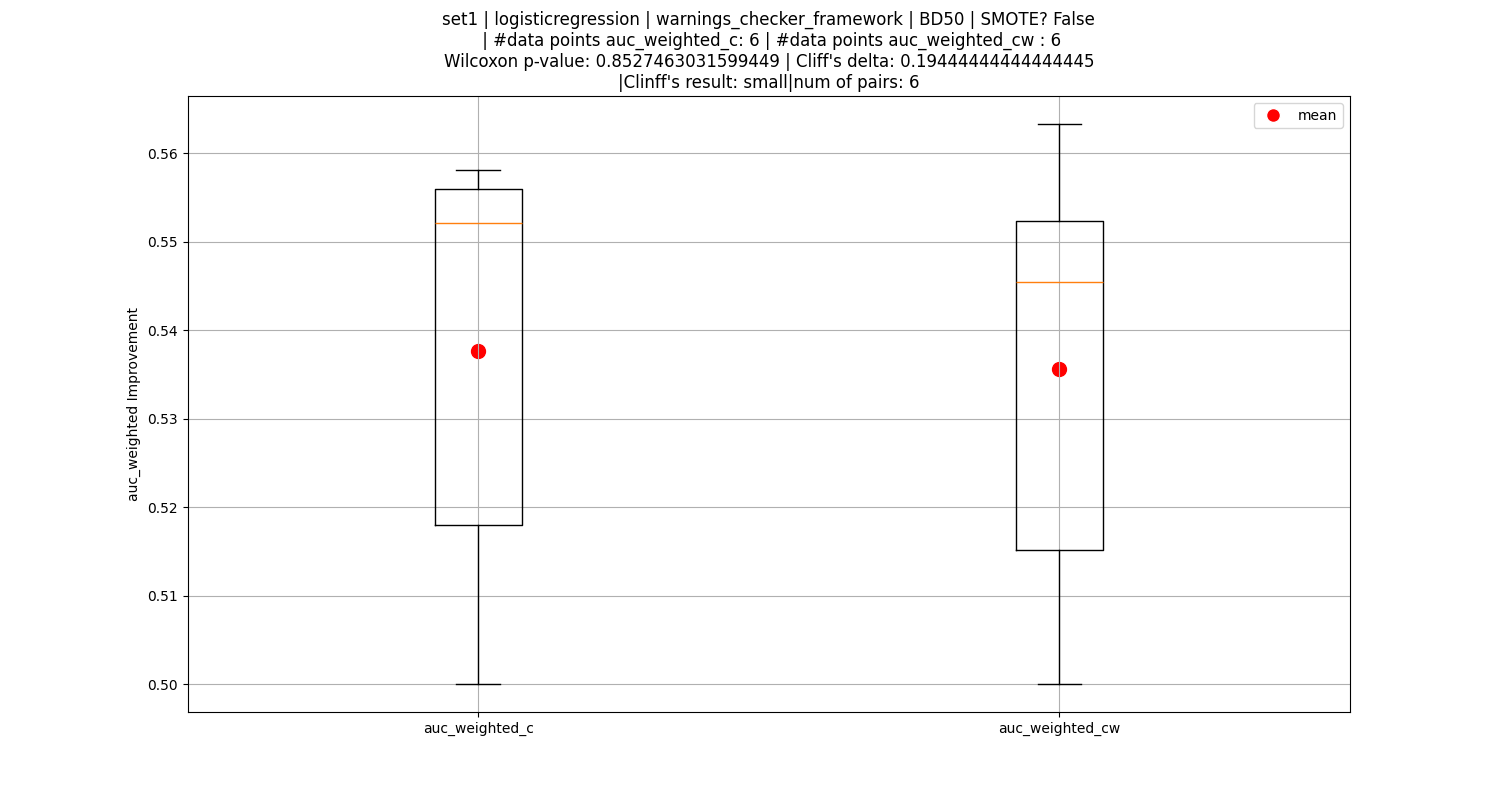 set1 | logisticregression | warnings_checker_framework | BD50 | SMOTE? False
| #data points auc_weighted_c: 6 | #data points auc_weighted_cw : 6
Wilcoxon p-value: 0.8527463031599449 | Cliff's delta: 0.19444444444444445
|Clinff's result: small|num of pairs: 6
mean
auc_weighted Improvement
0.56
0.55
0.54
0.53
0.52
0.51
0.50
auc_weighted_c
auc_weighted_cw